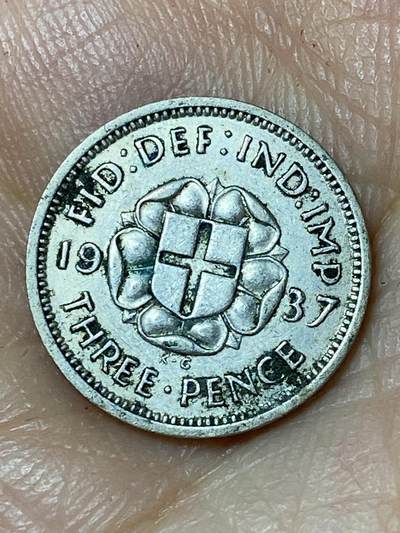 FID:DEF:IND:IMP
19 37
K·G
THREE·PENCE